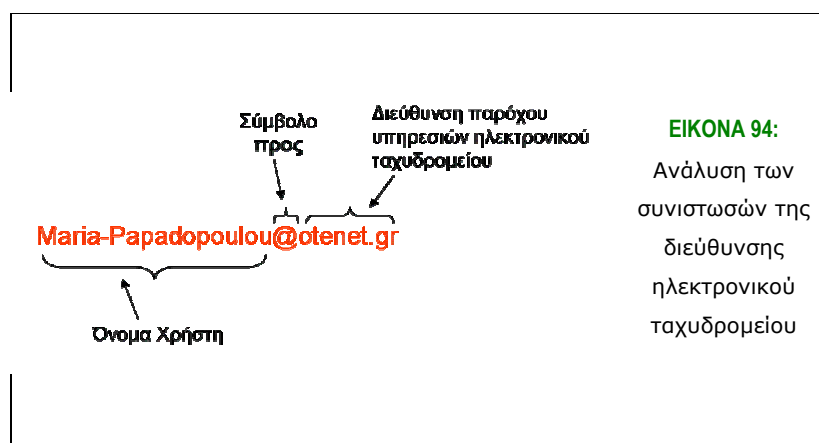 Σύμβολο
προς
Διεύθυνση παρόχου
υπηρεσιών ηλεκτρονικού
ταχυδρομείου
Maria-Papadopoulou@otenet.gr
Όνομα Χρήστη
ΕΙΚΟΝΑ 94:
Ανάλυση των
συνιστωσών της
διεύθυνσης
ηλεκτρονικού
ταχυδρομείου